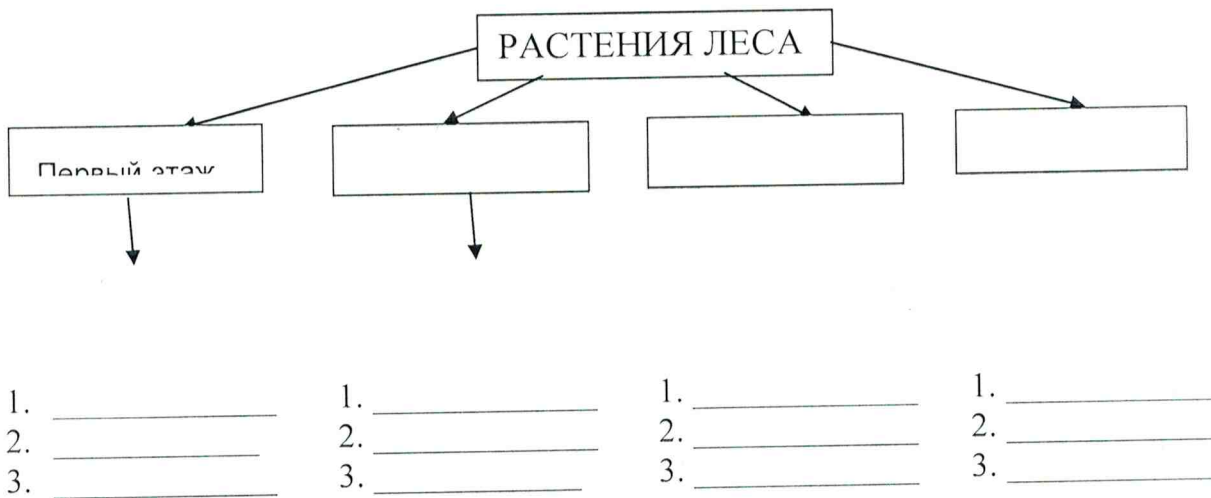 РАСТЕНИЯ ЛЕСА
Первый этаж
1. 1. 1. 1.
2. 2. 2. 2.
3. 3. 3. 3.